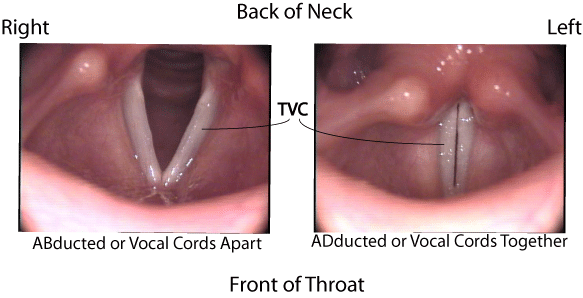 Back of Neck
Right
Left
TVC
ABducted or Vocal Cords Apart
ADducted or Vocal Cords Together
Front of Throat